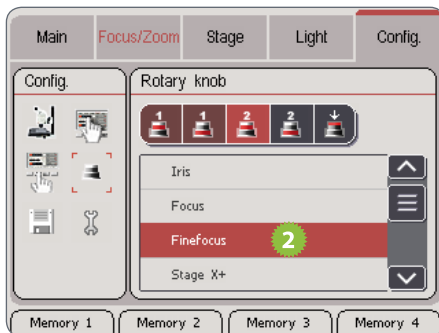 Main Focus/Zoom Stage Light Config.
Config. Rotary knob
1 1 2 2
Iris
Focus
Finefocus 2
Stage X+
Memory 1 Memory 2 Memory 3 Memory 4